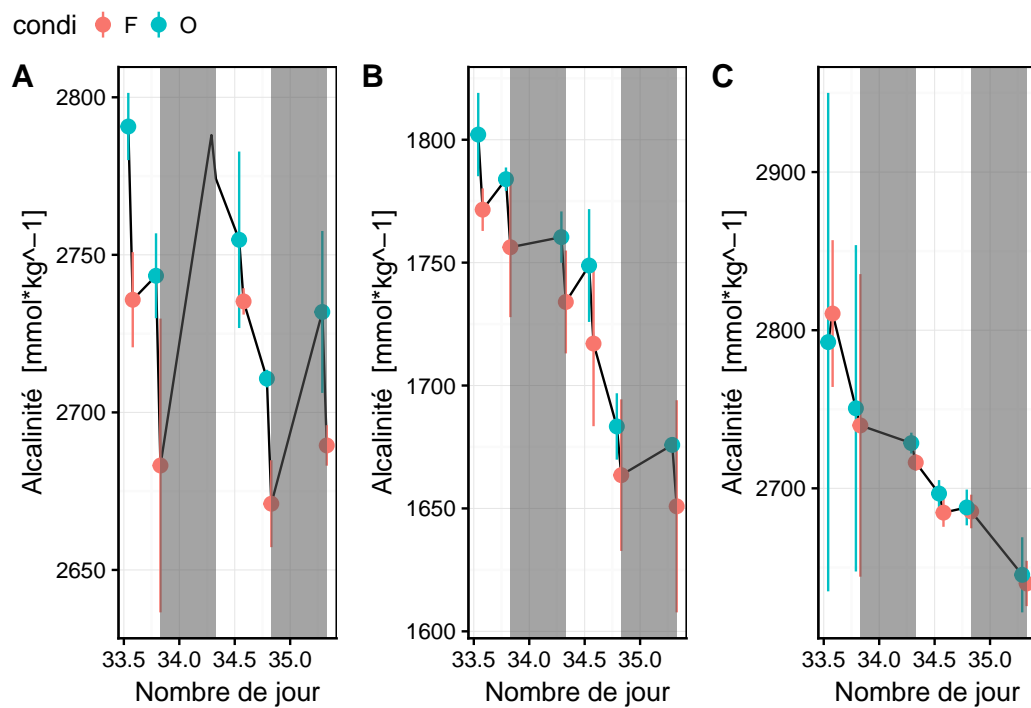 condi F O
A B C
2800
2750
2700
2650
Alcalinité [mmol*kg^−1]
33.5 34.0 34.5 35.0
Nombre de jour
1800
1750
1700
1650
1600
Alcalinité [mmol*kg^−1]
33.5 34.0 34.5 35.0
Nombre de jour
2900
2800
2700
Alcalinité [mmol*kg^−1]
33.5 34.0 34.5 35.0
Nombre de jour